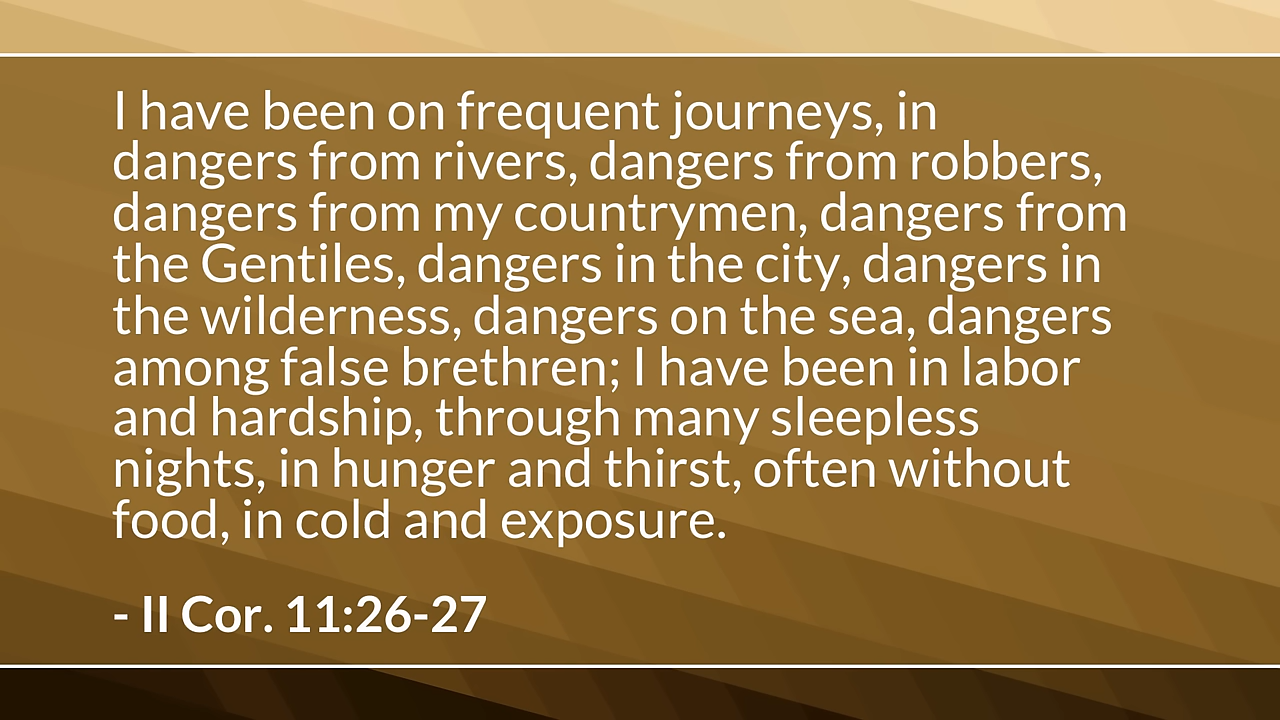 I have been on frequent journeys, in
dangers from rivers, dangers from robbers,
dangers from my countrymen, dangers from
the Gentiles, dangers in the city, dangers in
the wilderness, dangers on the sea, dangers
among false brethren; I have been in labor
and hardship, through many sleepless
nights, in hunger and thirst, often without
food, in cold and exposure.
- II Cor. 11:26-27